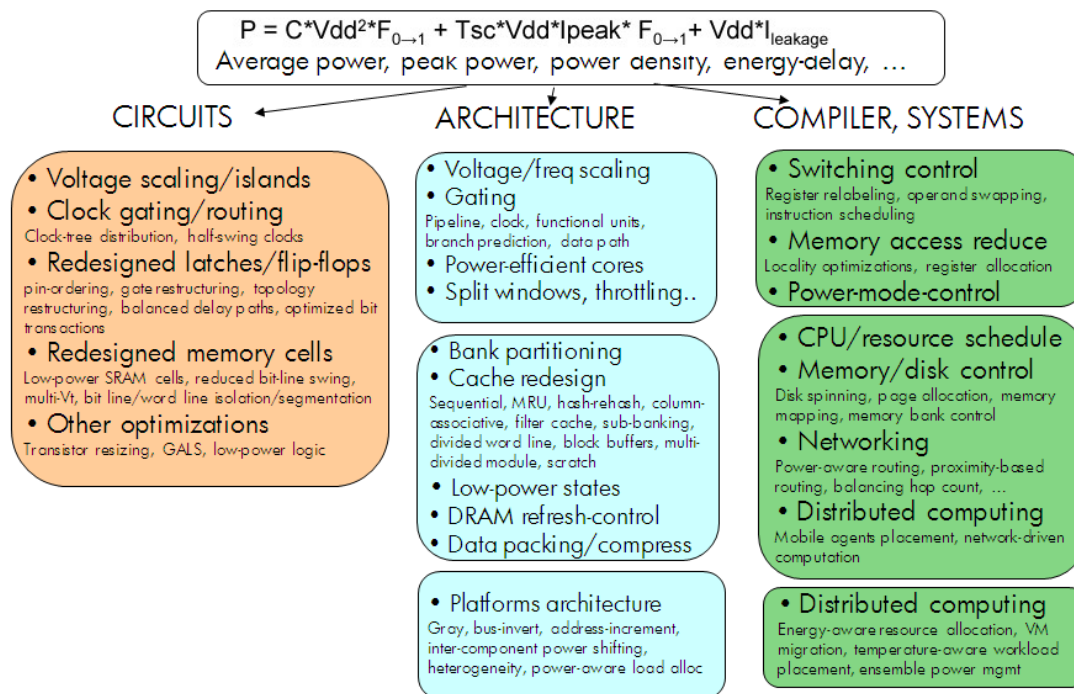 P = C*Vdd²*F₀→₁ + Tsc*Vdd*Ipeak* F₀→₁+ Vdd*Iₗₑₐₖₐgₑ
Average power, peak power, power density, energy-delay, …
CIRCUITS
• Voltage scaling/islands
• Clock gating/routing
Clock-tree distribution, half-swing clocks
• Redesigned latches/flip-flops
pin-ordering, gate restructuring, topology
restructuring, balanced delay paths, optimized bit
transactions
• Redesigned memory cells
Low-power SRAM cells, reduced bit-line swing,
multi-Vt, bit line/word line isolation/segmentation
• Other optimizations
Transistor resizing, GALS, low-power logic
ARCHITECTURE
• Voltage/freq scaling
• Gating
Pipeline, clock, functional units,
branch prediction, data path
• Power-efficient cores
• Split windows, throttling..
• Bank partitioning
• Cache redesign
Sequential, MRU, hash-rehash, column-
associative, filter cache, sub-banking,
divided word line, block buffers, multi-
divided module, scratch
• Low-power states
• DRAM refresh-control
• Data packing/compress
• Platforms architecture
Gray, bus-invert, address-increment,
inter-component power shifting,
heterogeneity, power-aware load alloc
COMPILER, SYSTEMS
• Switching control
Register relabeling, operand swapping,
instruction scheduling
• Memory access reduce
Locality optimizations, register allocation
• Power-mode-control
• CPU/resource schedule
• Memory/disk control
Disk spinning, page allocation, memory
mapping, memory bank control
• Networking
Power-aware routing, proximity-based
routing, balancing hop count, …
• Distributed computing
Mobile agents placement, network-driven
computation
• Distributed computing
Energy-aware resource allocation, VM
migration, temperature-aware workload
placement, ensemble power mgmt